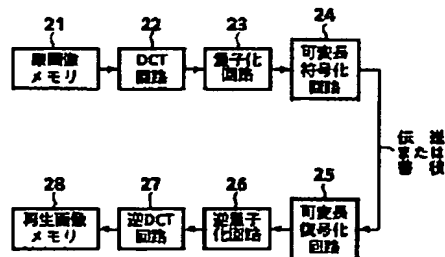 21
22
23
24
原画像
メモリ
DCT
回路
量子化
回路
可変長
符号化
回路
伝送
または
蓄積
28
27
26
25
再生画像
メモリ
逆DCT
回路
逆量子
化回路
可変長
復号化
回路